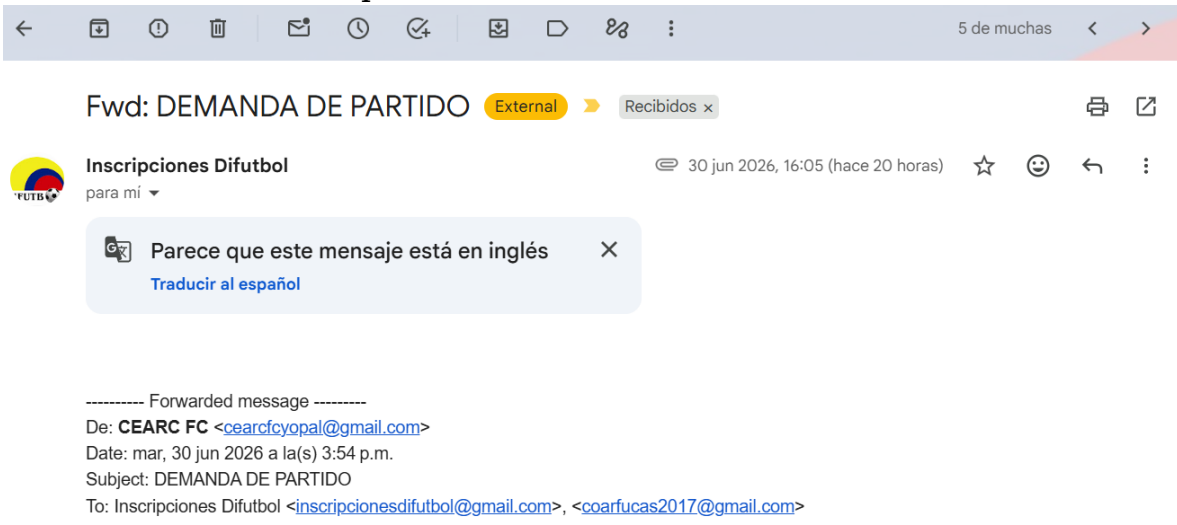 5 de muchas
Fwd: DEMANDA DE PARTIDO External Recibidos ×
Inscripciones Difutbol 30 jun 2026, 16:05 (hace 20 horas)
para mí
Parece que este mensaje está en inglés
Traducir al español
---------- Forwarded message ---------
De: CEARC FC <cearcfcyopal@gmail.com>
Date: mar, 30 jun 2026 a la(s) 3:54 p.m.
Subject: DEMANDA DE PARTIDO
To: Inscripciones Difutbol <inscripcionesdifutbol@gmail.com>, <coarfucas2017@gmail.com>